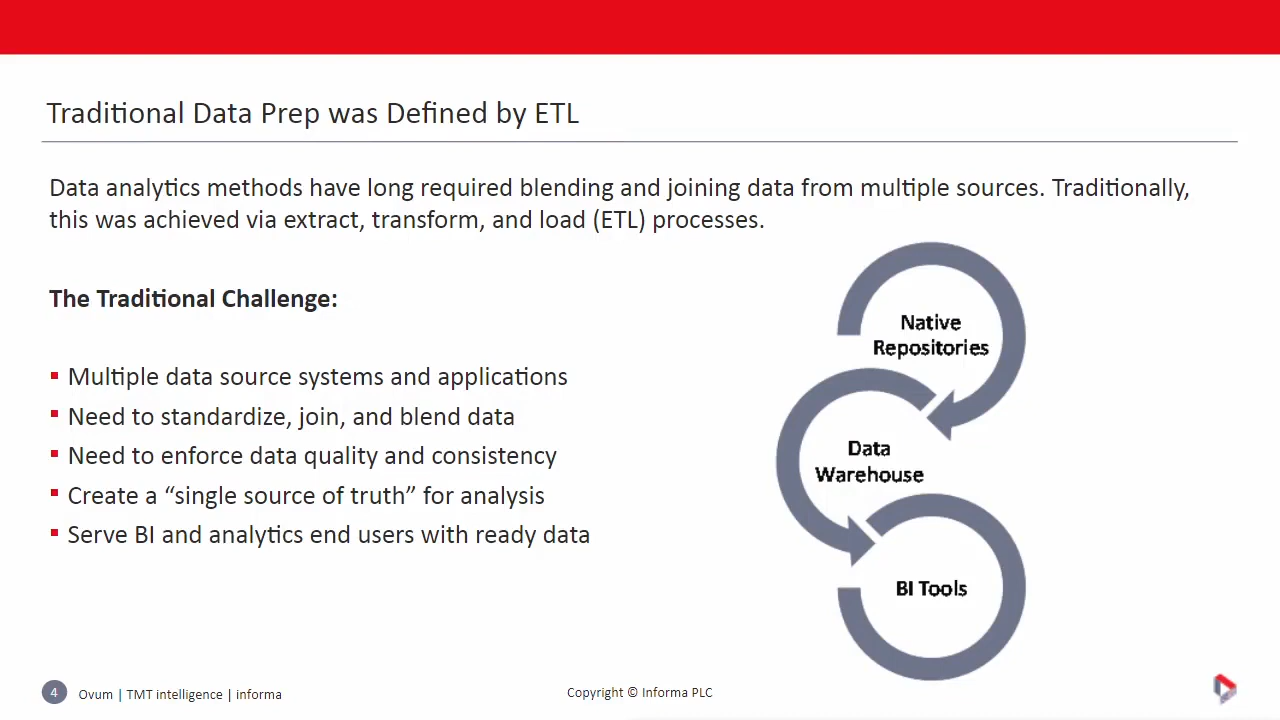 Traditional Data Prep was Defined by ETL
Data analytics methods have long required blending and joining data from multiple sources. Traditionally,
this was achieved via extract, transform, and load (ETL) processes.
The Traditional Challenge:
Multiple data source systems and applications
Need to standardize, join, and blend data
Need to enforce data quality and consistency
Create a “single source of truth” for analysis
Serve BI and analytics end users with ready data
Native
Repositories
Data
Warehouse
BI Tools
4
Ovum | TMT intelligence | informa
Copyright © Informa PLC